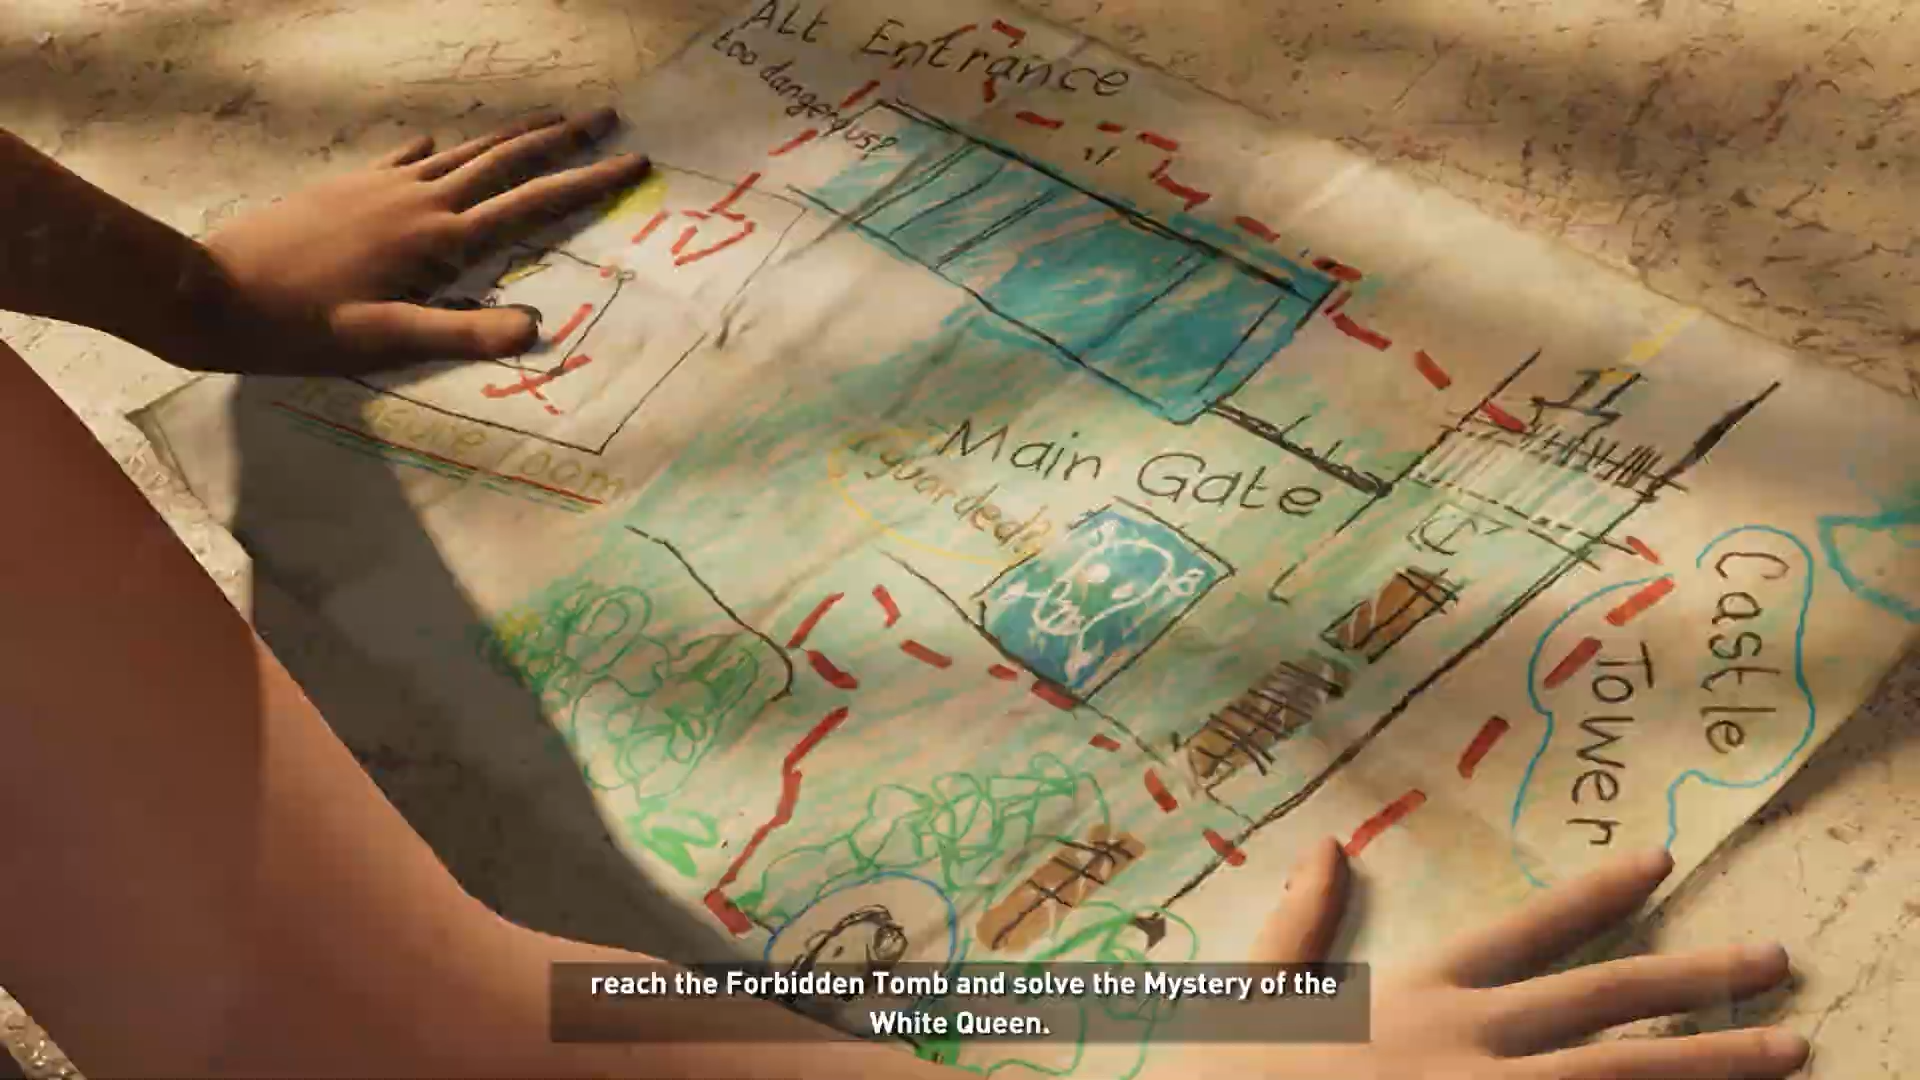 Alt Entrance
too dangerous?
Main Gate
guarded?
room
Castle
Tower
reach the Forbidden Tomb and solve the Mystery of the
White Queen.